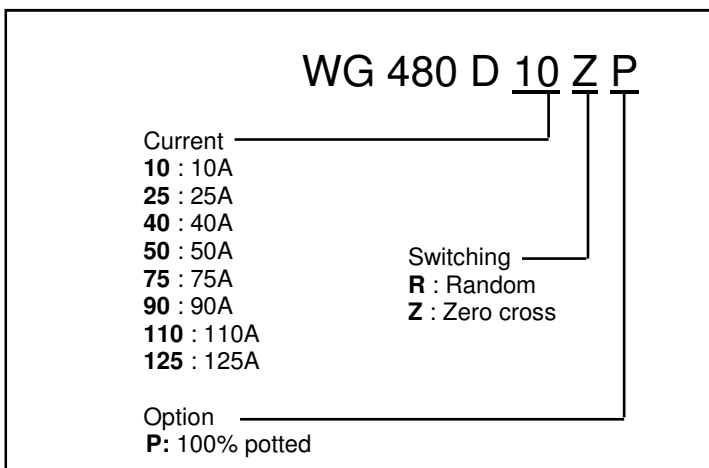 WG 480 D 10 Z P
Current
10 : 10A
25 : 25A
40 : 40A
50 : 50A
75 : 75A
90 : 90A
110 : 110A
125 : 125A
Switching
R : Random
Z : Zero cross
Option
P: 100% potted